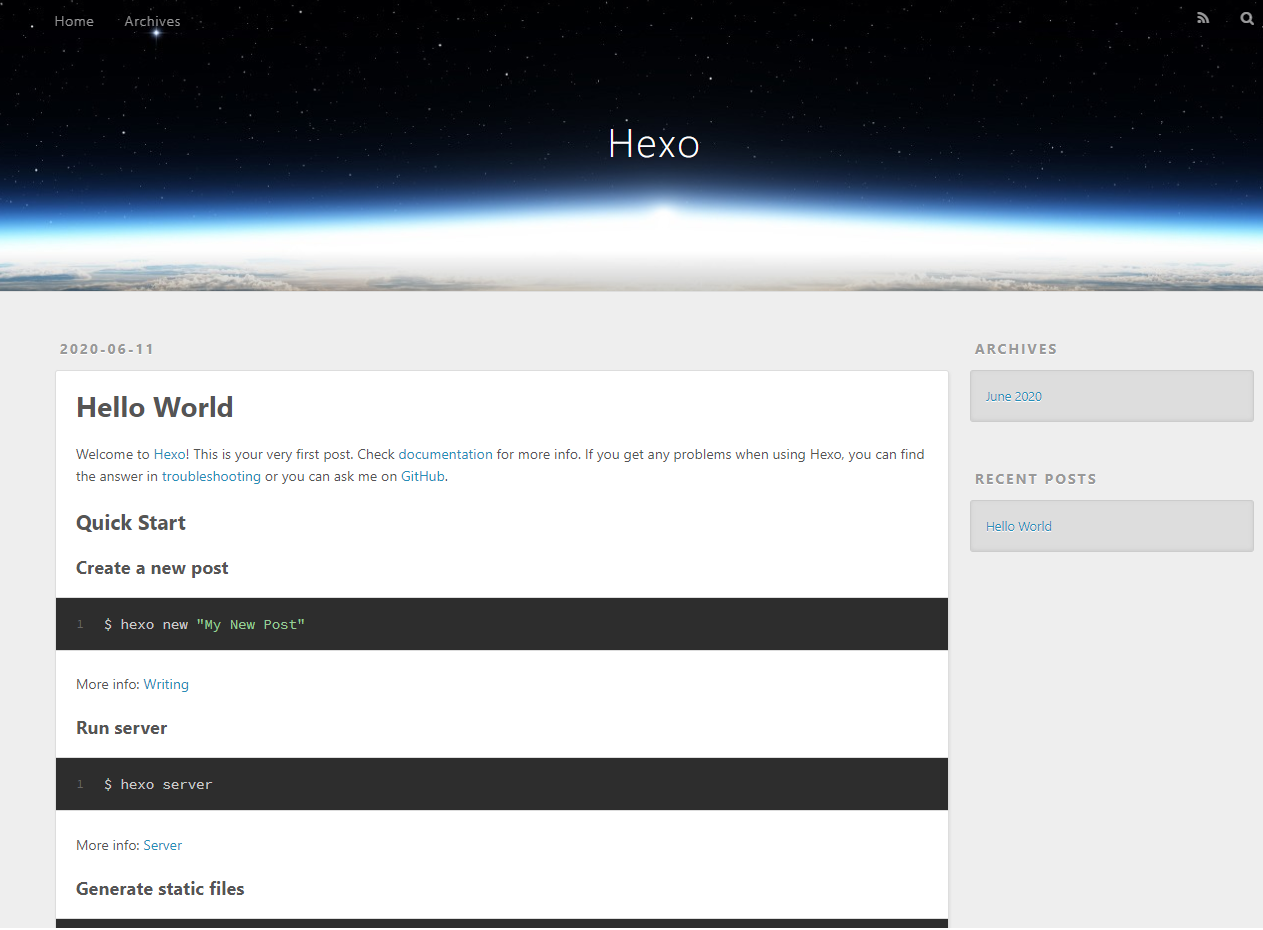 Home Archives
Hexo
2020-06-11
Hello World
Welcome to Hexo! This is your very first post. Check documentation for more info. If you get any problems when using Hexo, you can find
the answer in troubleshooting or you can ask me on GitHub.
Quick Start
Create a new post
1 $ hexo new "My New Post"
More info: Writing
Run server
1 $ hexo server
More info: Server
Generate static files
ARCHIVES
June 2020
RECENT POSTS
Hello World